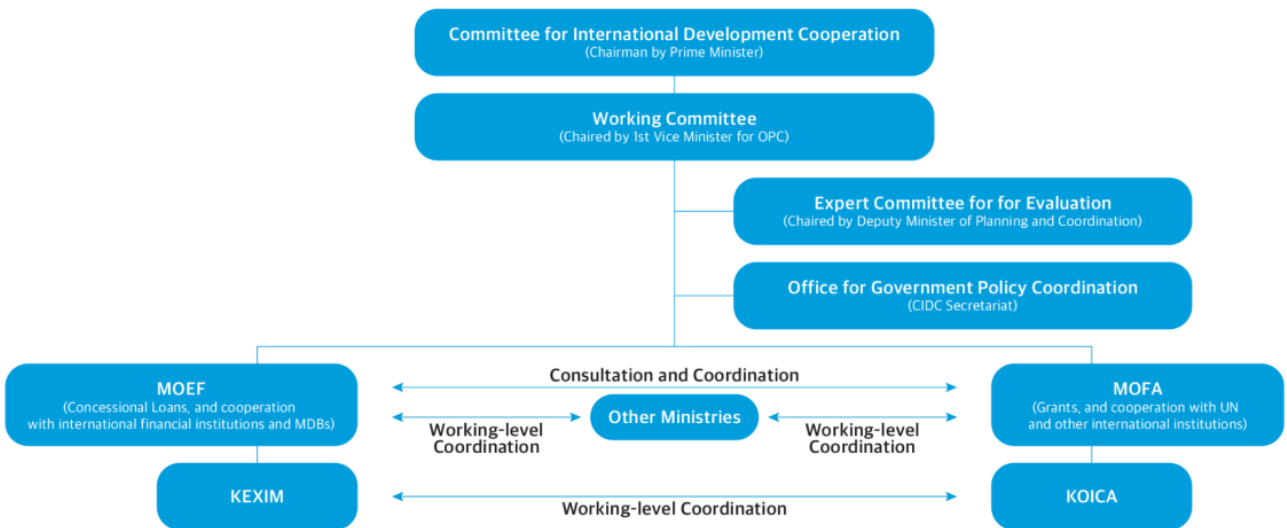 Committee for International Development Cooperation
(Chairman by Prime Minister)
Working Committee
(Chaired by 1st Vice Minister for OPC)
Expert Committee for for Evaluation
(Chaired by Deputy Minister of Planning and Coordination)
Office for Government Policy Coordination
(CIDC Secretariat)
MOEF
(Concessional Loans, and cooperation
with international financial institutions and MDBs)
Consultation and Coordination
Other Ministries
Working-level
Coordination
Working-level
Coordination
MOFA
(Grants, and cooperation with UN
and other international institutions)
KEXIM
Working-level Coordination
KOICA